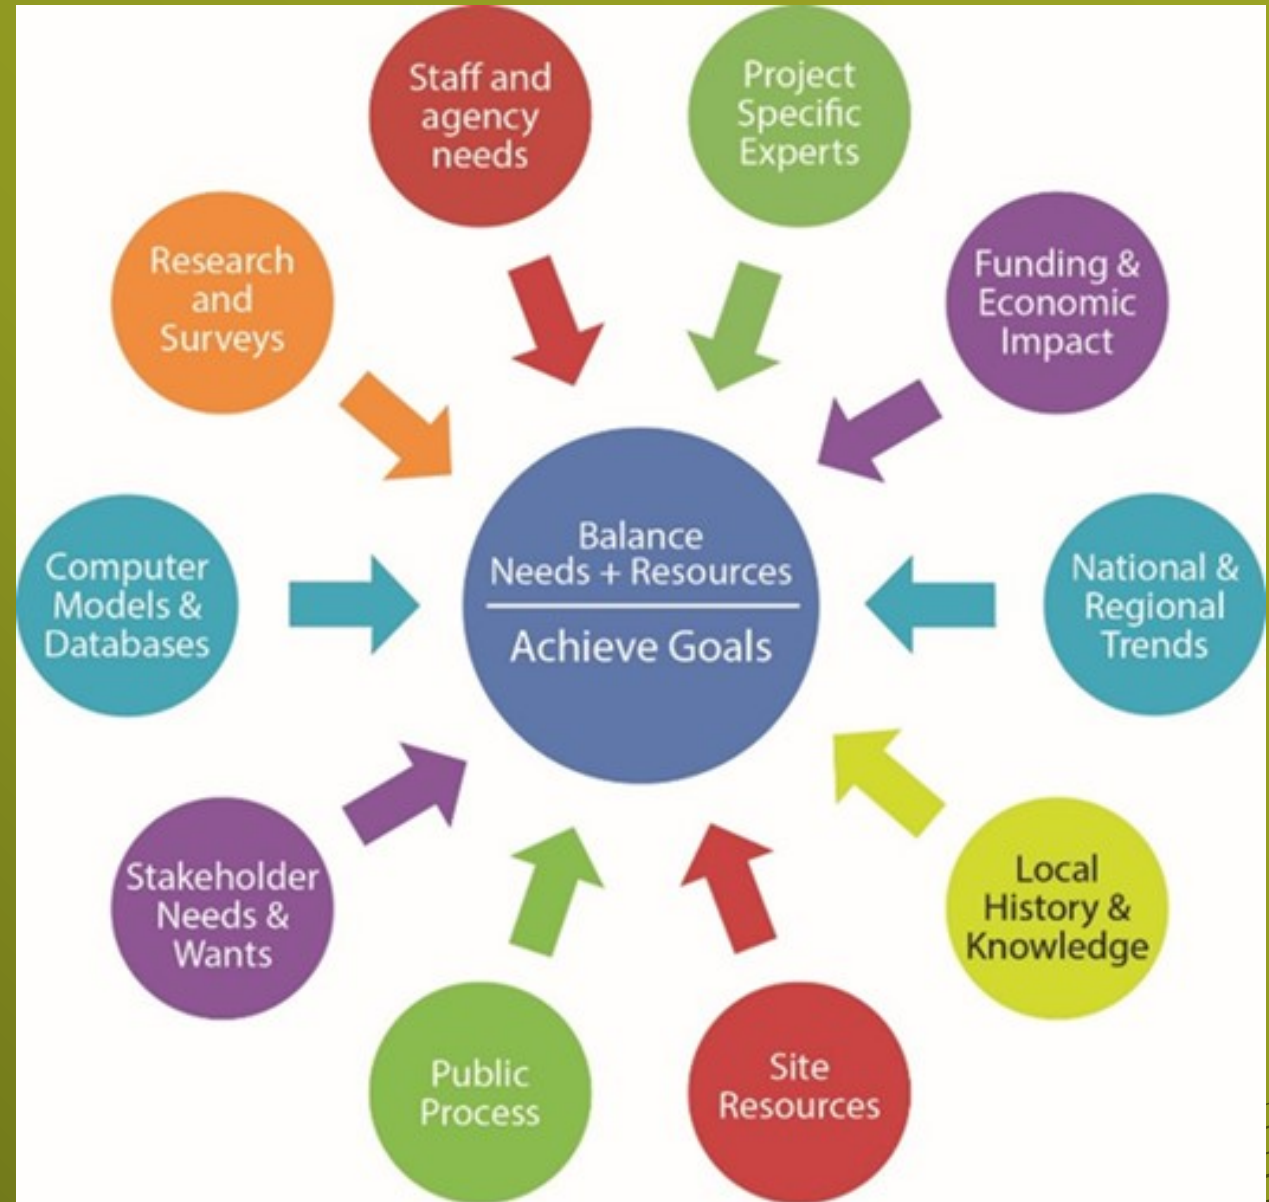 Staff and
agency
needs
Project
Specific
Experts
Research
and
Surveys
Funding &
Economic
Impact
Computer
Models &
Databases
Balance
Needs + Resources
Achieve Goals
National &
Regional
Trends
Stakeholder
Needs &
Wants
Local
History &
Knowledge
Public
Process
Site
Resources